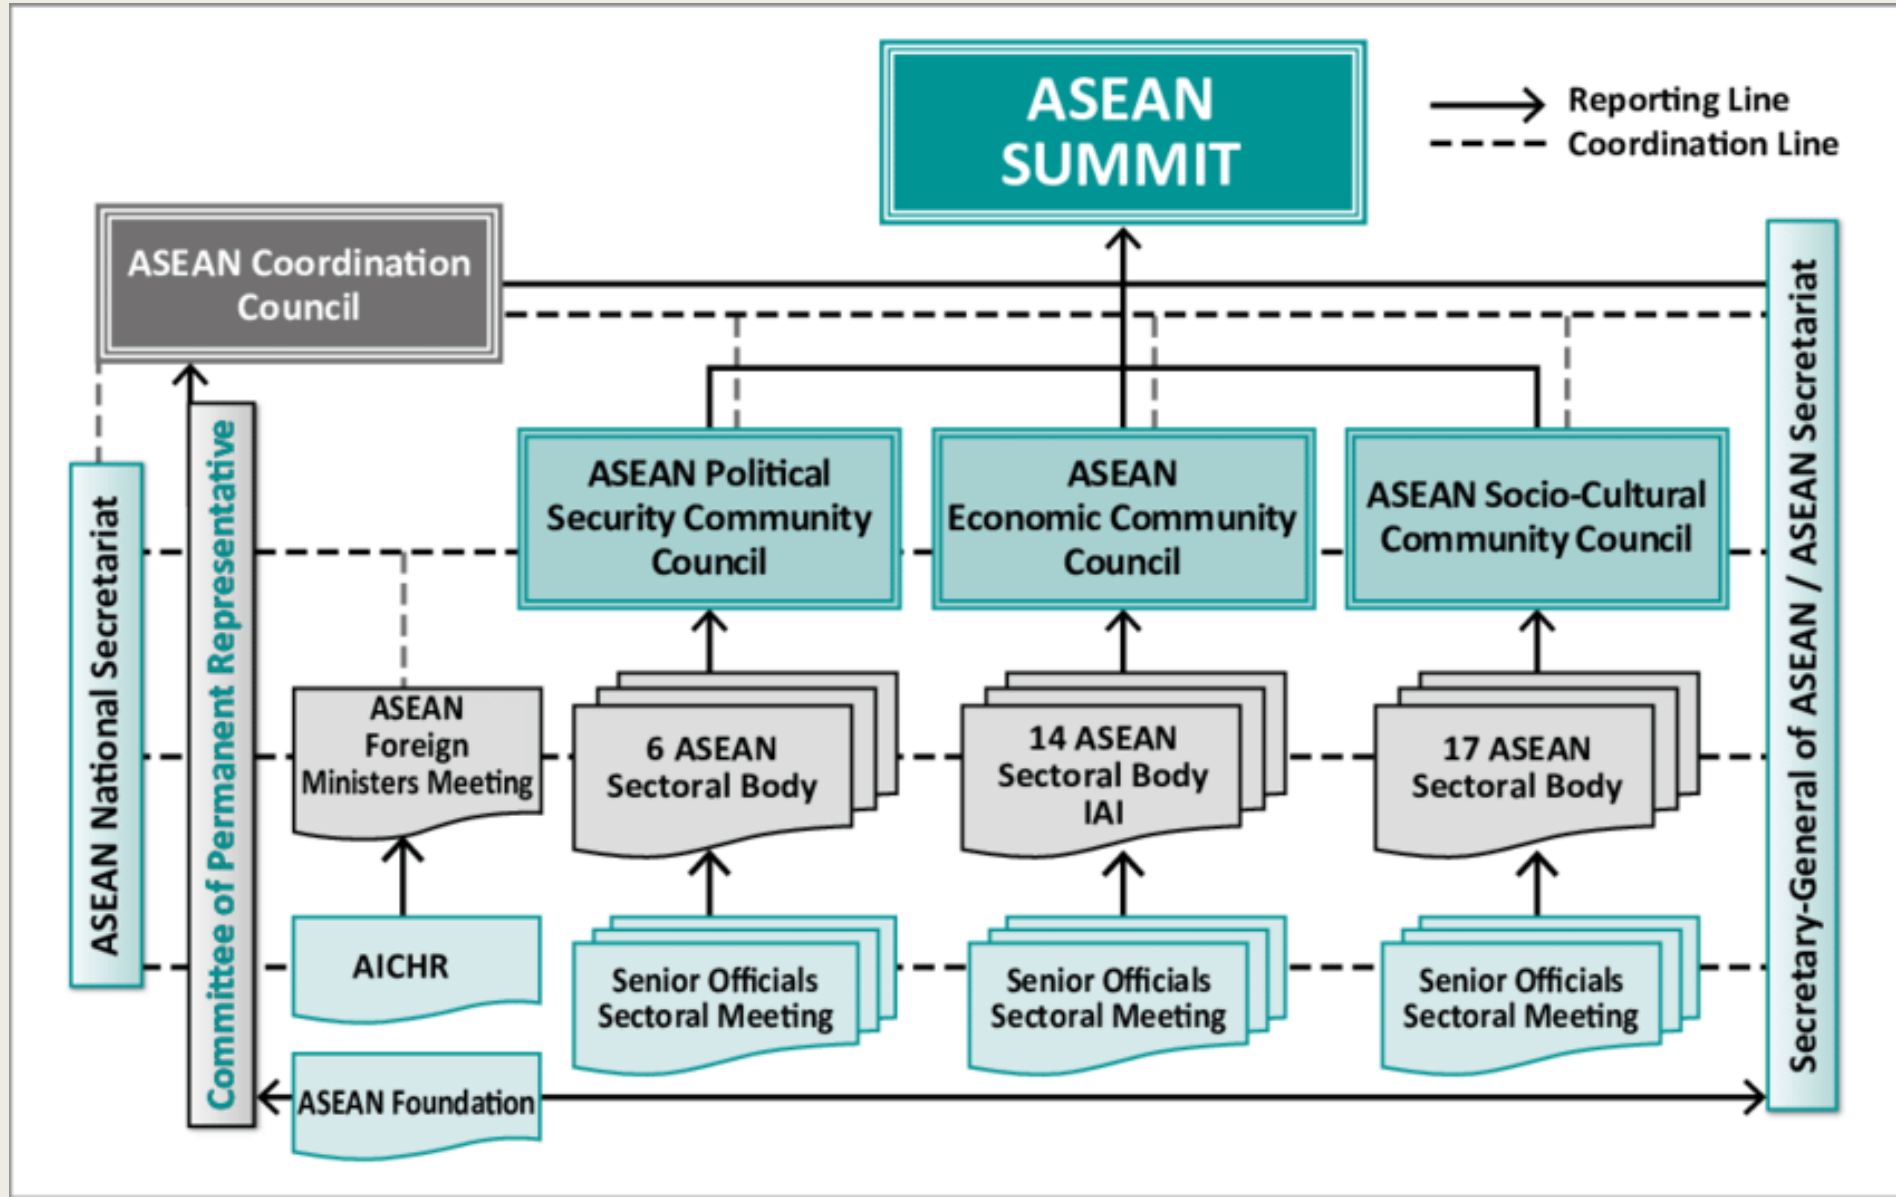 ASEAN
SUMMIT
Reporting Line
Coordination Line
ASEAN Coordination
Council
ASEAN National Secretariat
Committee of Permanent Representative
ASEAN Political
Security Community
Council
ASEAN
Economic Community
Council
ASEAN Socio-Cultural
Community Council
Secretary-General of ASEAN / ASEAN Secretariat
ASEAN
Foreign
Ministers Meeting
6 ASEAN
Sectoral Body
14 ASEAN
Sectoral Body
IAI
17 ASEAN
Sectoral Body
AICHR
Senior Officials
Sectoral Meeting
Senior Officials
Sectoral Meeting
Senior Officials
Sectoral Meeting
ASEAN Foundation